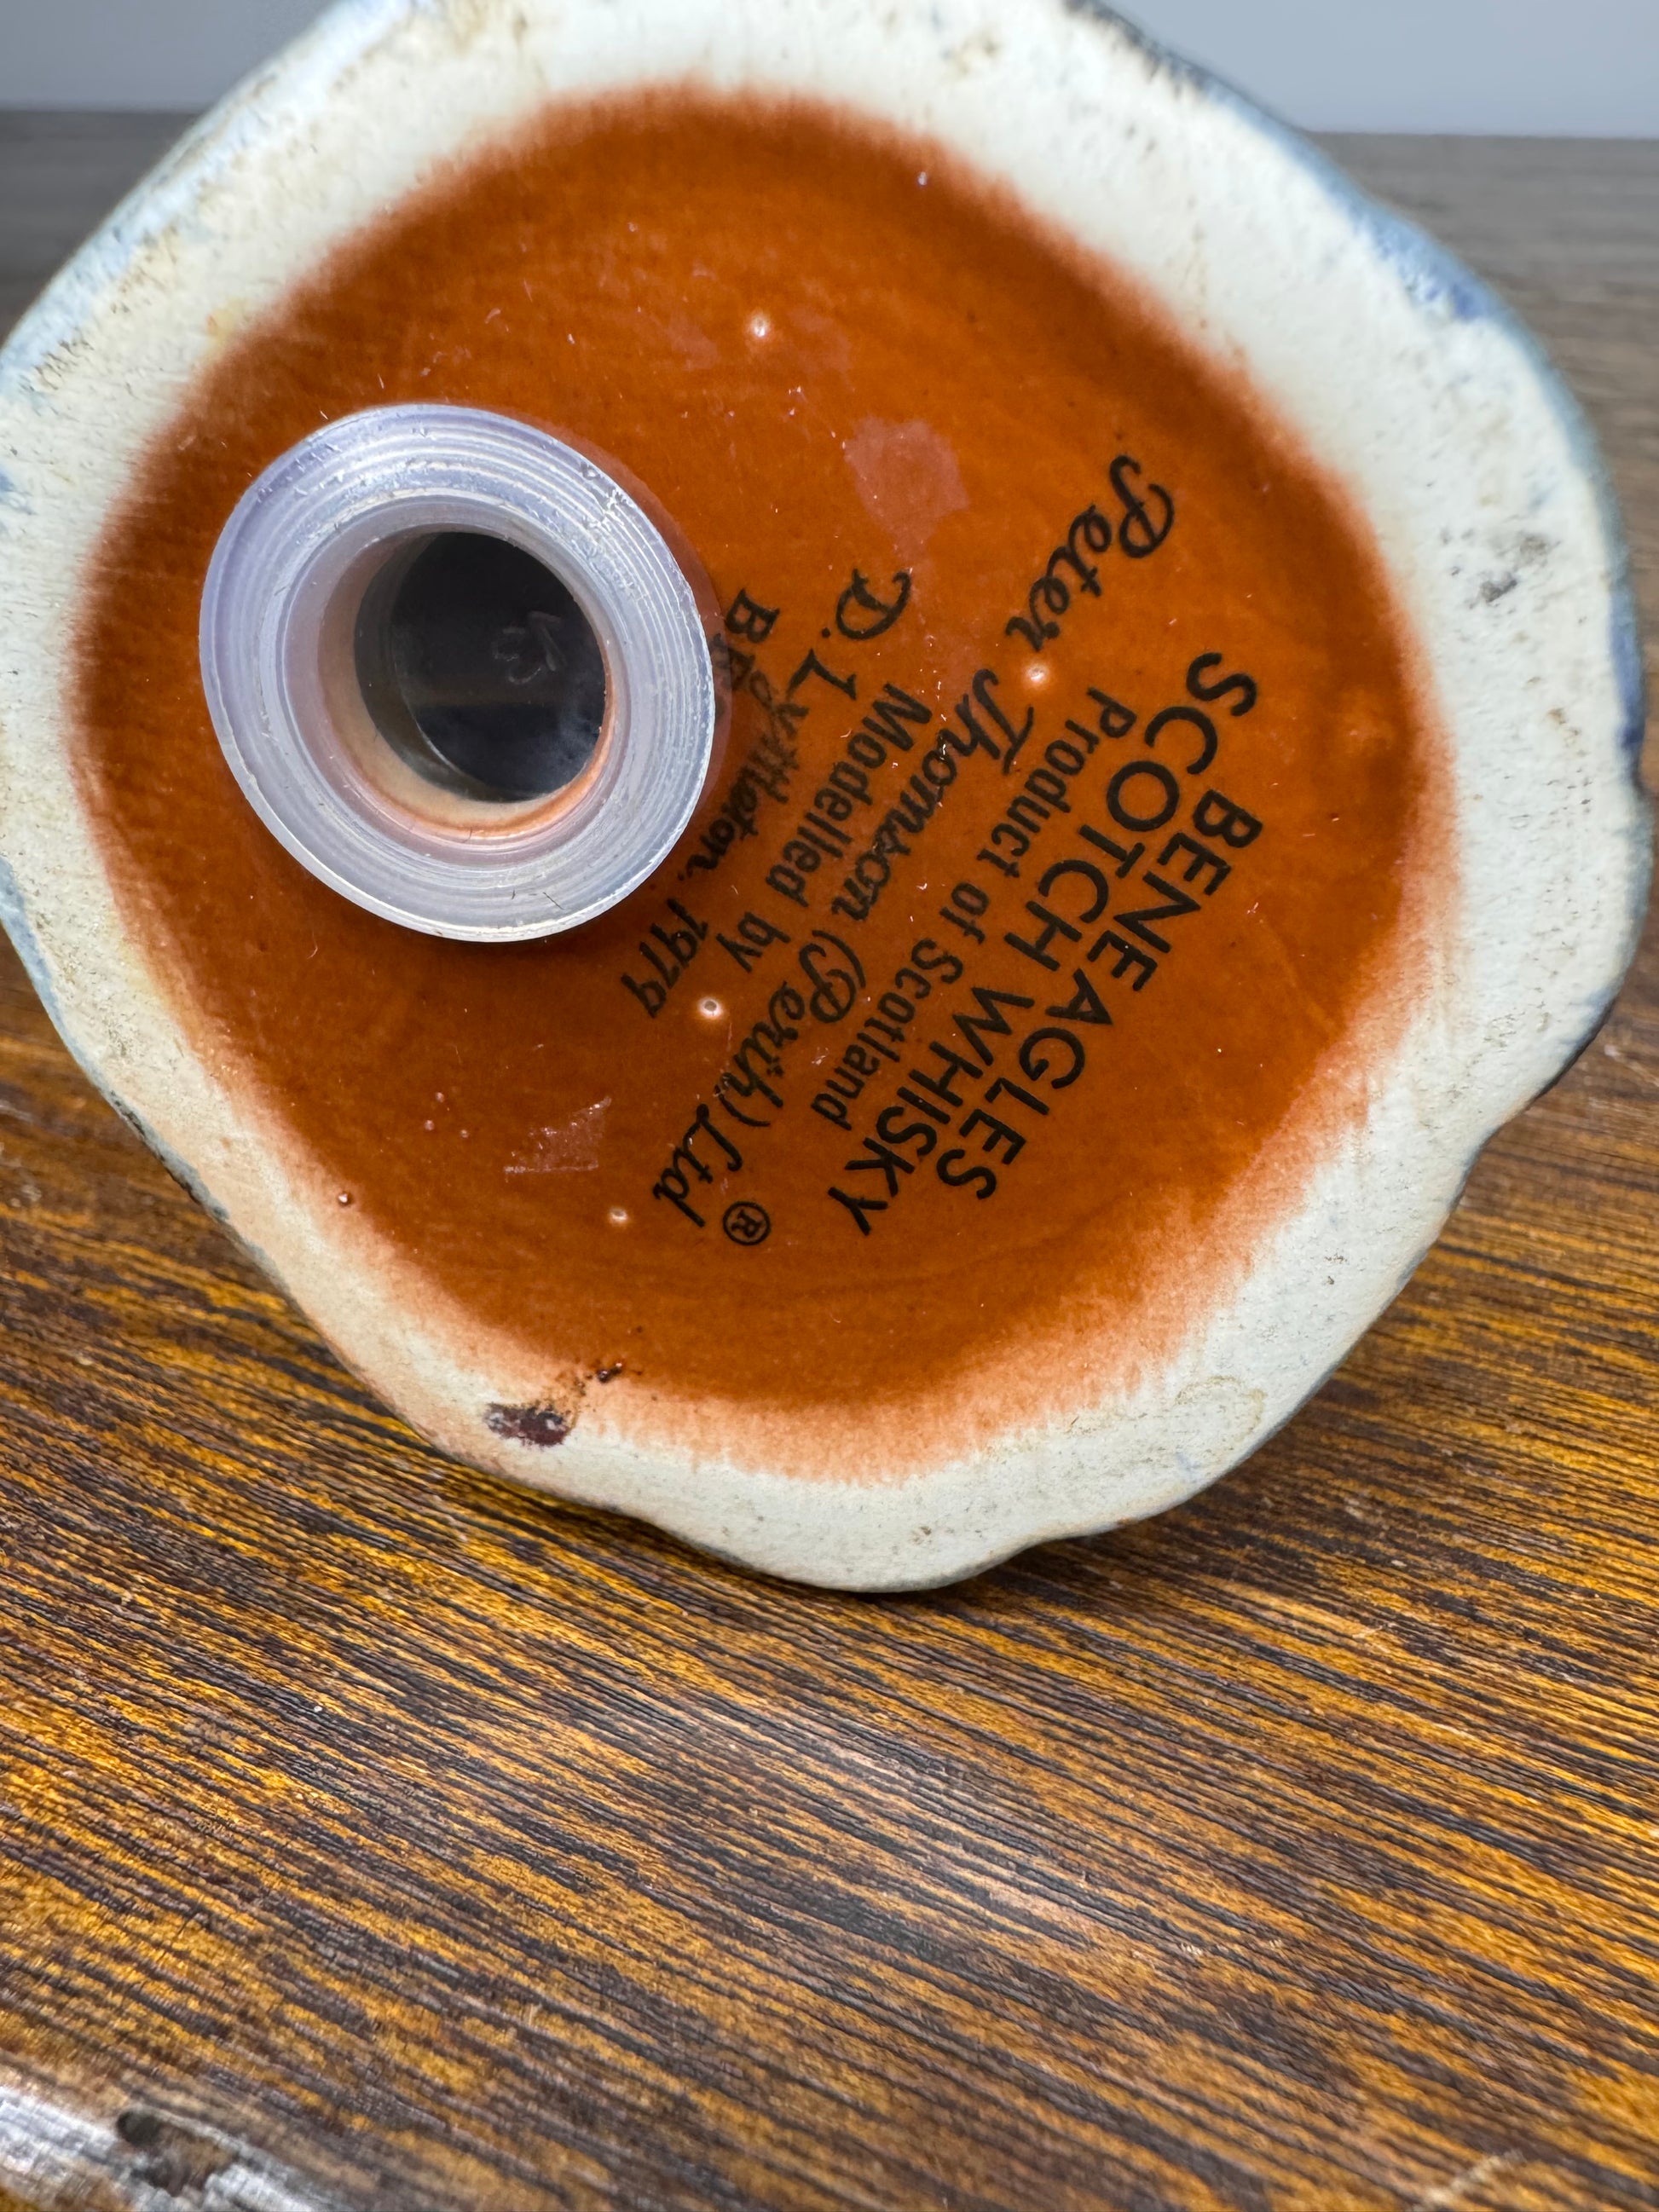 BENEAGLES
SCOTCH WHISKY
Product of Scotland
Peter Thomson (Perth) Ltd ®
Modelled by
D. Lyttleton. 1979